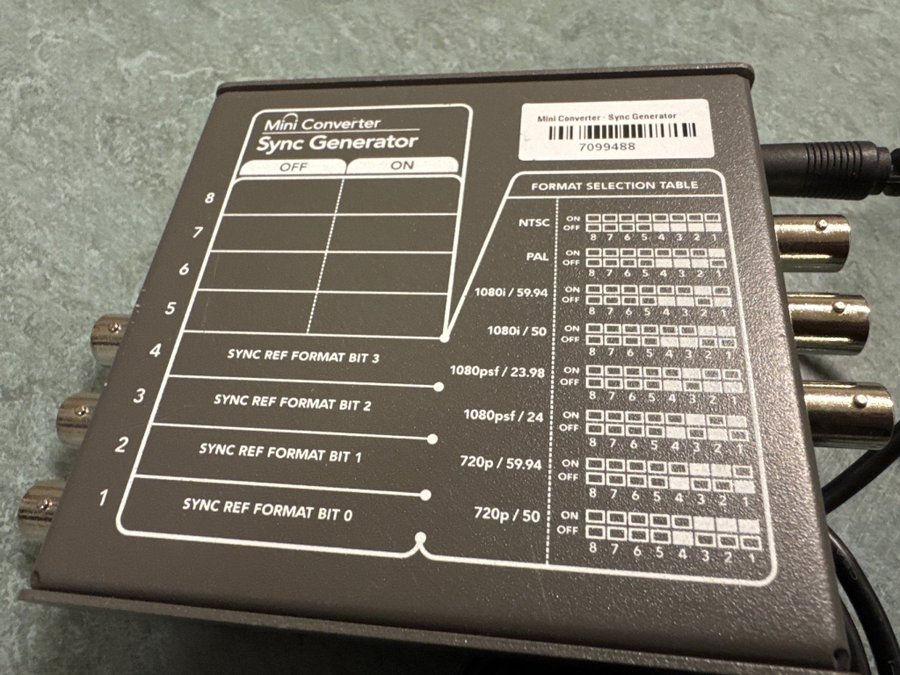 Mini Converter
Sync Generator
OFF ON
8
7
6
5
4 SYNC REF FORMAT BIT 3
3 SYNC REF FORMAT BIT 2
2 SYNC REF FORMAT BIT 1
1 SYNC REF FORMAT BIT 0
Mini Converter - Sync Generator
7099488
FORMAT SELECTION TABLE
NTSC ON
OFF
8 7 6 5 4 3 2 1
PAL ON
OFF
8 7 6 5 4 3 2 1
1080i / 59.94 ON
OFF
8 7 6 5 4 3 2 1
1080i / 50 ON
OFF
8 7 6 5 4 3 2 1
1080psf / 23.98 ON
OFF
8 7 6 5 4 3 2 1
1080psf / 24 ON
OFF
8 7 6 5 4 3 2 1
720p / 59.94 ON
OFF
8 7 6 5 4 3 2 1
720p / 50 ON
OFF
8 7 6 5 4 3 2 1